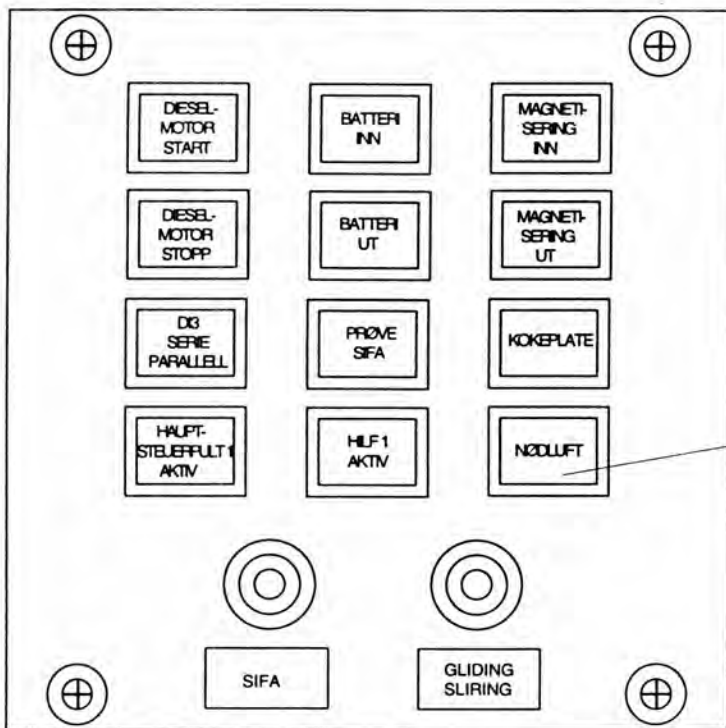 DIESEL-
MOTOR
START
BATTERI
INN
MAGNETI-
SERING
INN
DIESEL-
MOTOR
STOPP
BATTERI
UT
MAGNETI-
SERING
UT
DI3
SERIE
PARALLELL
PRØVE
SIFA
KOKEPLATE
HAUPT-
STEUERPULT 1
AKTIV
HILF 1
AKTIV
NØDLUFT
SIFA
GLIDING
SLIRING